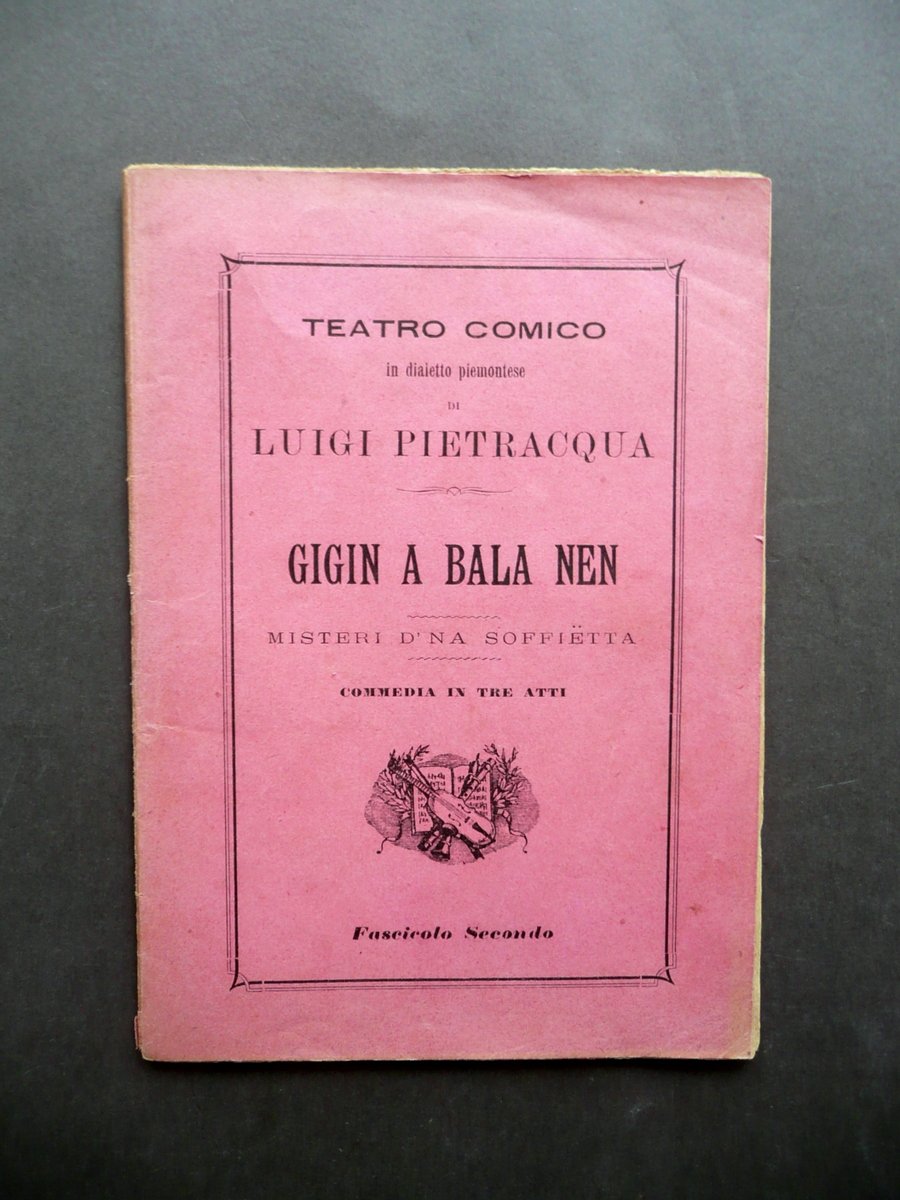 TEATRO COMICO
in dialetto piemontese
DI
LUIGI PIETRACQUA
GIGIN A BALA NEN
MISTERI D'NA SOFFIËTTA
COMMEDIA IN TRE ATTI
Fascicolo Secondo